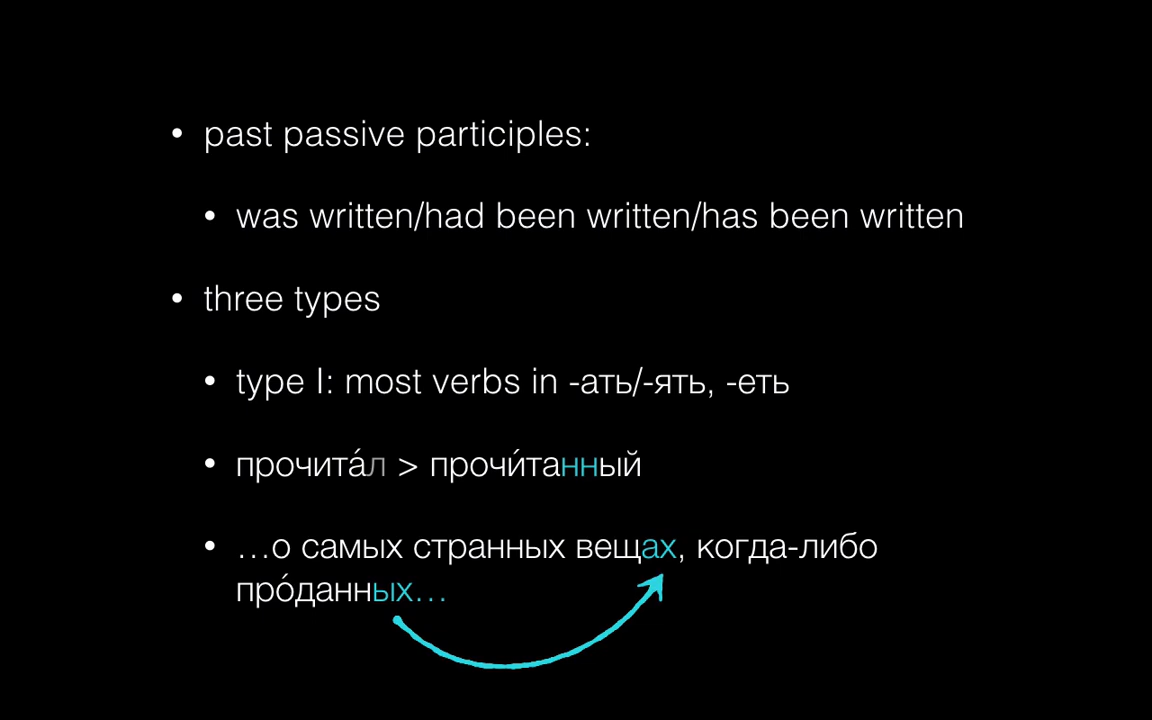 • past passive participles:
• was written/had been written/has been written
• three types
• type I: most verbs in -ать/-ять, -еть
• прочита́л > прочи́танный
• …о самых странных вещах, когда-либо
про́данных…